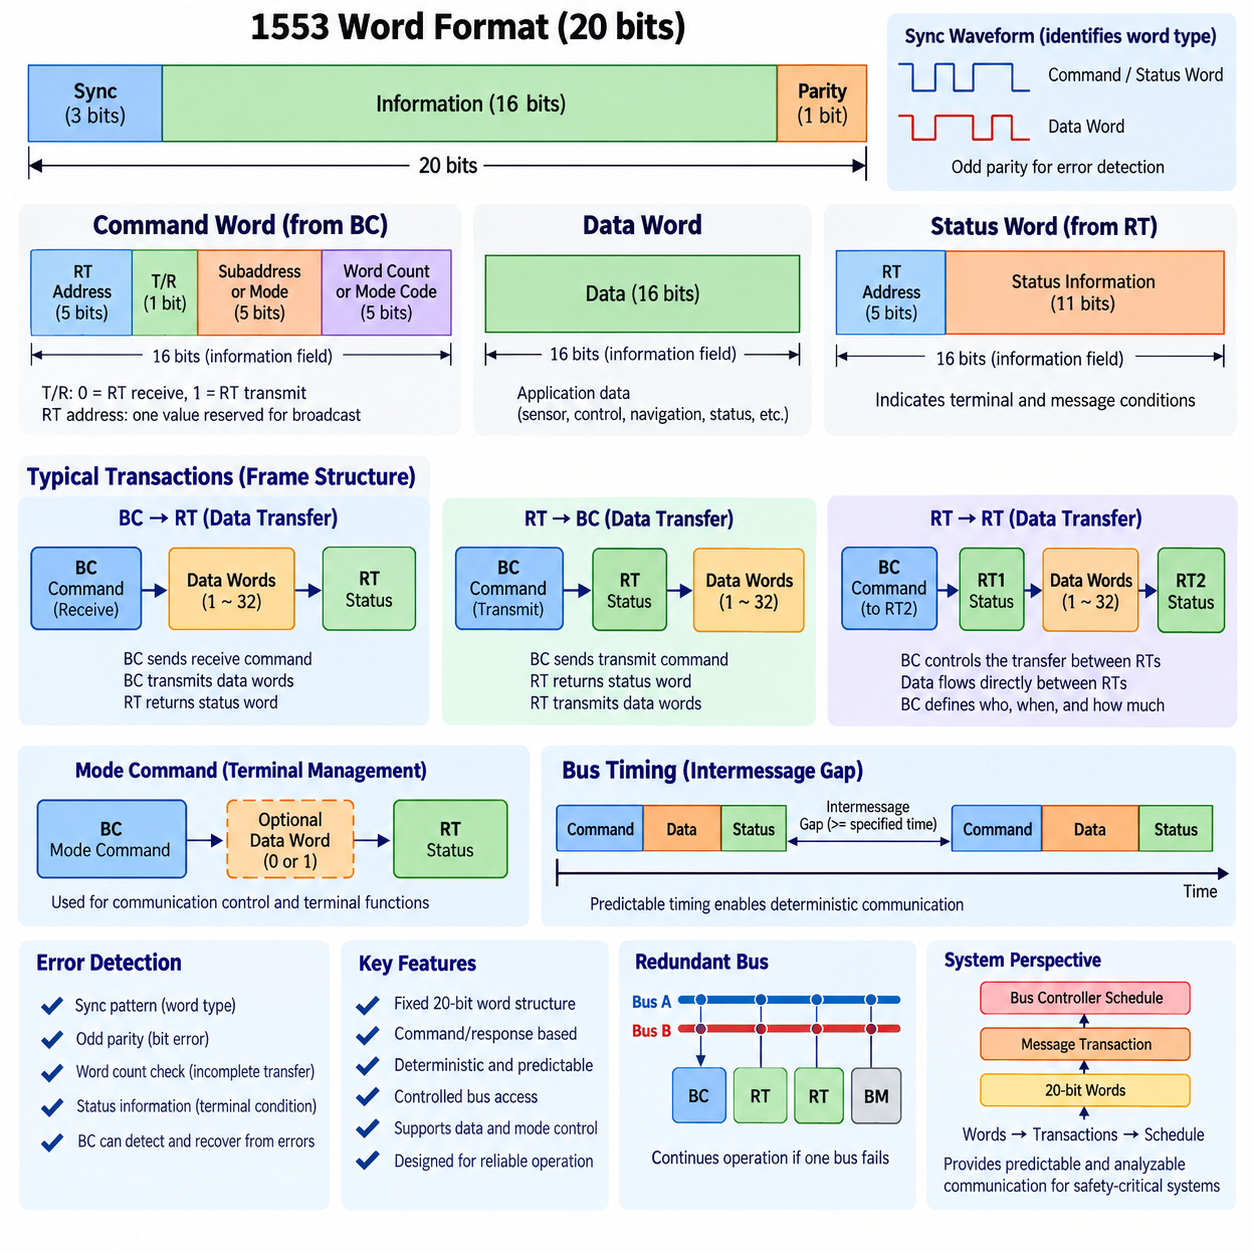 1553 Word Format (20 bits)
Sync
(3 bits)
Information (16 bits)
Parity
(1 bit)
20 bits
Sync Waveform (identifies word type)
Command / Status Word
Data Word
Odd parity for error detection
Command Word (from BC)
RT
Address
(5 bits)
T/R
(1 bit)
Subaddress
or Mode
(5 bits)
Word Count
or Mode Code
(5 bits)
16 bits (information field)
T/R: 0 = RT receive, 1 = RT transmit
RT address: one value reserved for broadcast
Data Word
Data (16 bits)
16 bits (information field)
Application data
(sensor, control, navigation, status, etc.)
Status Word (from RT)
RT
Address
(5 bits)
Status Information
(11 bits)
16 bits (information field)
Indicates terminal and message conditions
Typical Transactions (Frame Structure)
BC → RT (Data Transfer)
BC
Command
(Receive)
Data Words
(1 ~ 32)
RT
Status
BC sends receive command
BC transmits data words
RT returns status word
RT → BC (Data Transfer)
BC
Command
(Transmit)
RT
Status
Data Words
(1 ~ 32)
BC sends transmit command
RT returns status word
RT transmits data words
RT → RT (Data Transfer)
BC
Command
(to RT2)
RT1
Status
Data Words
(1 ~ 32)
RT2
Status
BC controls the transfer between RTs
Data flows directly between RTs
BC defines who, when, and how much
Mode Command (Terminal Management)
BC
Mode Command
Optional
Data Word
(0 or 1)
RT
Status
Used for communication control and terminal functions
Bus Timing (Intermessage Gap)
Command
Data
Status
Intermessage
Gap (>= specified time)
Command
Data
Status
Time
Predictable timing enables deterministic communication
Error Detection
Sync pattern (word type)
Odd parity (bit error)
Word count check (incomplete transfer)
Status information (terminal condition)
BC can detect and recover from errors
Key Features
Fixed 20-bit word structure
Command/response based
Deterministic and predictable
Controlled bus access
Supports data and mode control
Designed for reliable operation
Redundant Bus
Bus A
Bus B
BC
RT
RT
BM
Continues operation if one bus fails
System Perspective
Bus Controller Schedule
Message Transaction
20-bit Words
Words → Transactions → Schedule
Provides predictable and analyzable
communication for safety-critical systems